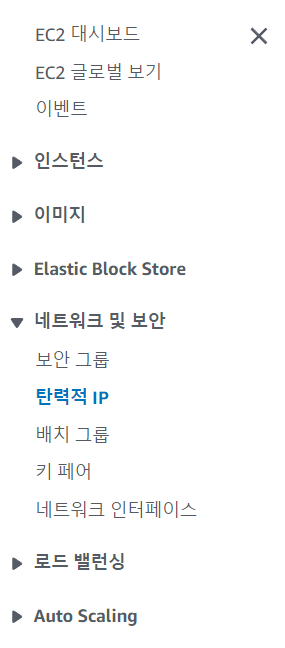 EC2 대시보드
EC2 글로벌 보기
이벤트
인스턴스
이미지
Elastic Block Store
네트워크 및 보안
보안 그룹
탄력적 IP
배치 그룹
키 페어
네트워크 인터페이스
로드 밸런싱
Auto Scaling